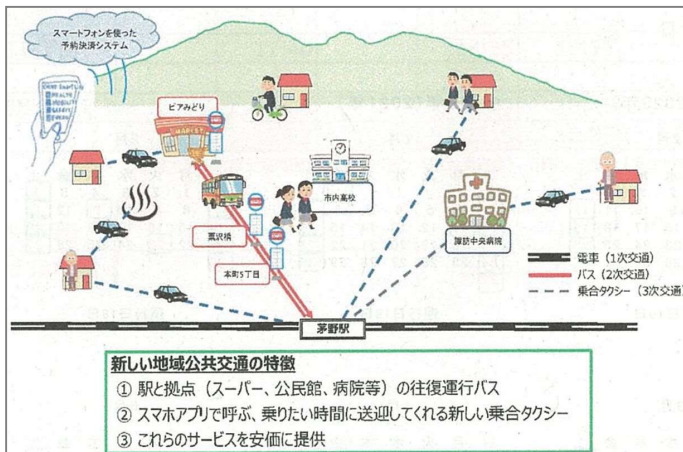 スマートフォンを使った
予約決済システム
ピアみどり
MARKET
市内高校
粟沢橋
本町5丁目
諏訪中央病院
電車（1次交通）
バス（2次交通）
乗合タクシー（3次交通）
茅野駅
新しい地域公共交通の特徴
① 駅と拠点（スーパー、公民館、病院等）の往復運行バス
② スマホアプリで呼ぶ、乗りたい時間に送迎してくれる新しい乗合タクシー
③ これらのサービスを安価に提供